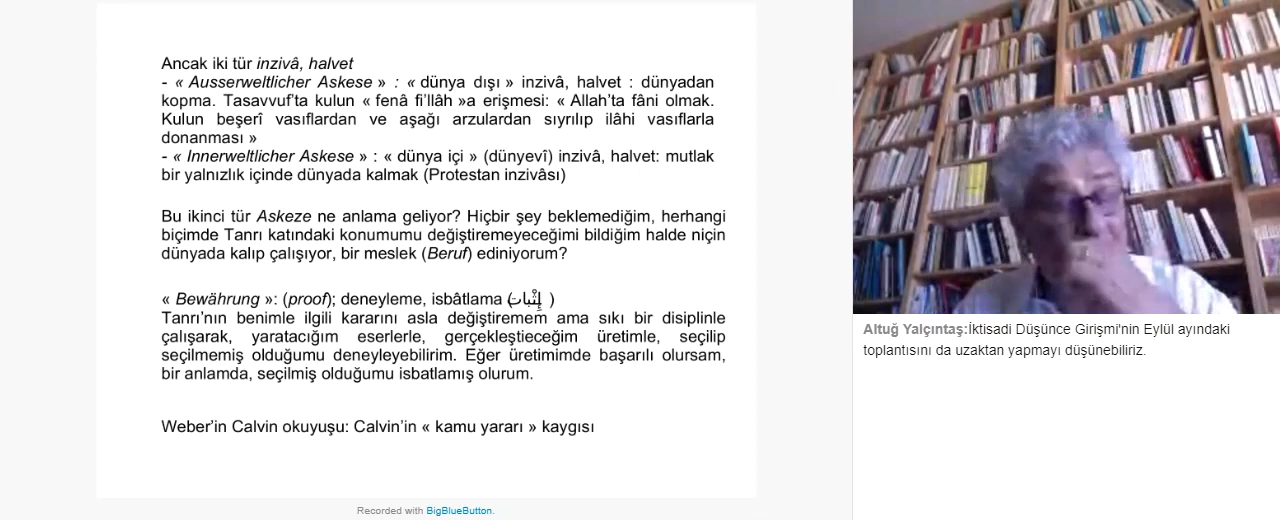 Ancak iki tür inzivâ, halvet
- « Ausserweltlicher Askese » : « dünya dışı » inzivâ, halvet : dünyadan
kopma. Tasavvuf’ta kulun « fenâ fi’llâh »a erişmesi: « Allah’ta fâni olmak.
Kulun beşerî vasıflardan ve aşağı arzulardan sıyrılıp ilâhi vasıflarla
donanması »
- « Innerweltlicher Askese » : « dünya içi » (dünyevî) inzivâ, halvet: mutlak
bir yalnızlık içinde dünyada kalmak (Protestan inzivâsı)
Bu ikinci tür Askeze ne anlama geliyor? Hiçbir şey beklemediğim, herhangi
biçimde Tanrı katındaki konumumu değiştiremeyeceğimi bildiğim halde niçin
dünyada kalıp çalışıyor, bir meslek (Beruf) ediniyorum?
« Bewährung »: (proof); deneyleme, isbâtlama (إِثْبات )
Tanrı’nın benimle ilgili kararını asla değiştiremem ama sıkı bir disiplinle
çalışarak, yaratacığım eserlerle, gerçekleştieceğim üretimle, seçilip
seçilmemiş olduğumu deneyleyebilirim. Eğer üretimimde başarılı olursam,
bir anlamda, seçilmiş olduğumu isbatlamış olurum.
Weber’in Calvin okuyuşu: Calvin’in « kamu yararı » kaygısı
Recorded with BigBlueButton.
Altuğ Yalçıntaş:İktisadi Düşünce Girişmi'nin Eylül ayındaki
toplantısını da uzaktan yapmayı düşünebiliriz.